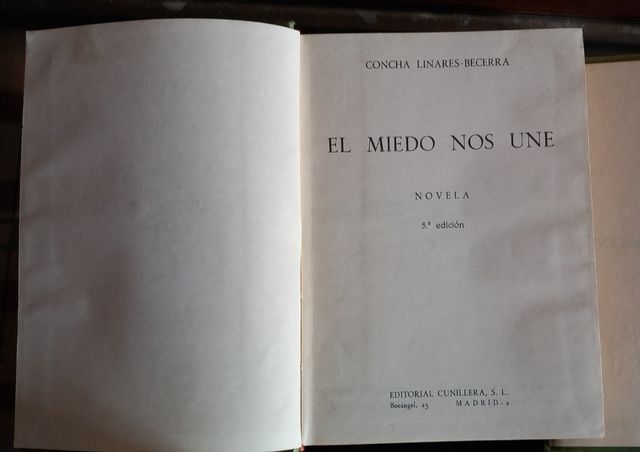 CONCHA LINARES-BECERRA
EL MIEDO NOS UNE
NOVELA
5.ª edición
EDITORIAL CUNILLERA, S. L.
Bocángel, 25 MADRID-2